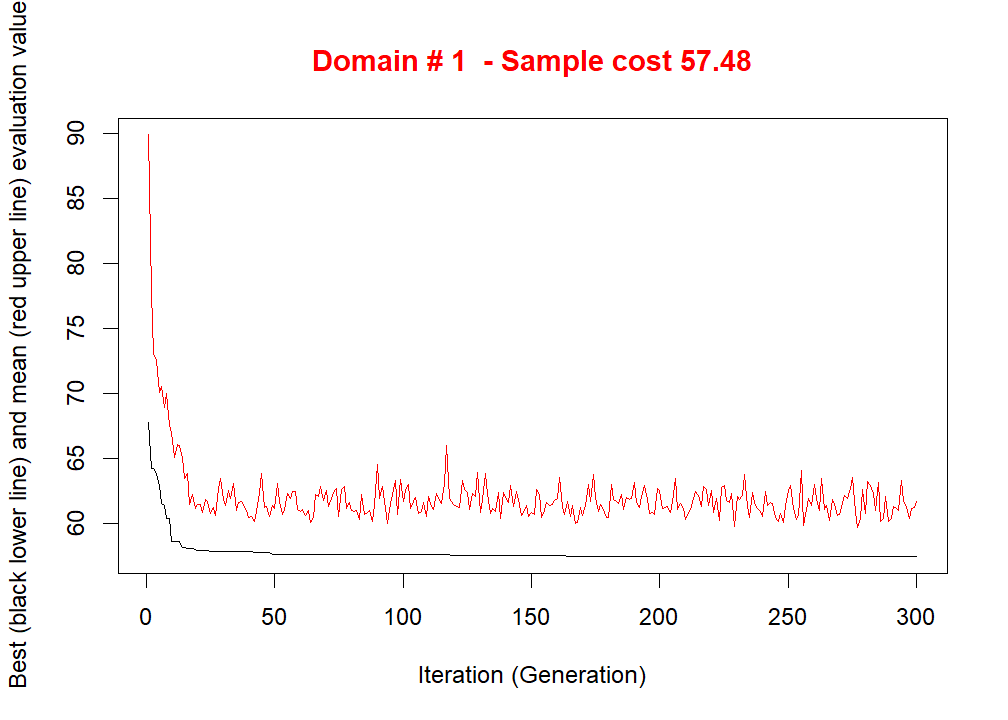 Domain # 1  - Sample cost 57.48
Best (black lower line) and mean (red upper line) evaluation value
90
85
80
75
70
65
60
0 50 100 150 200 250 300
Iteration (Generation)